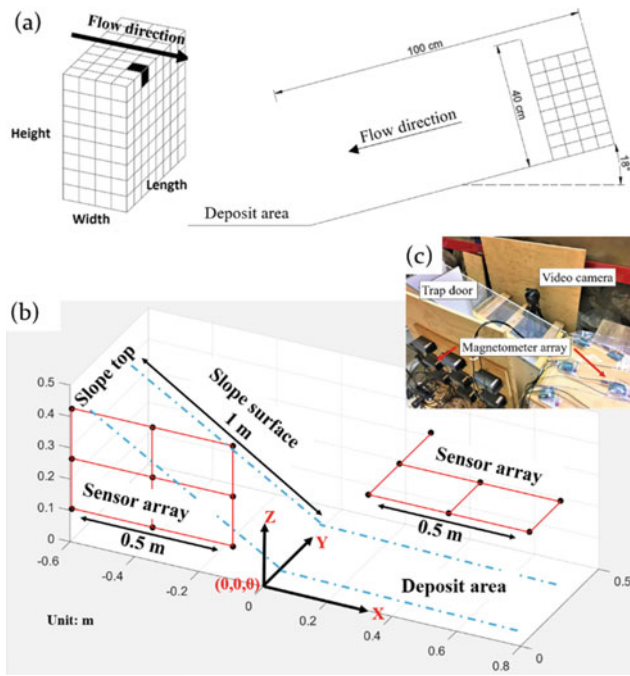 (a)
Flow direction
Height
Length
Width
100 cm
40 cm
Flow direction
18°
Deposit area
(c)
Trap door
Video camera
Magnetometer array
(b)
0.5
0.4
0.3
0.2
0.1
0
Slope top
Slope surface
1 m
Sensor array
0.5 m
Sensor array
0.5 m
Z
Y
X
(0,0,0)
Deposit area
Unit: m
-0.6
-0.4
-0.2
0
0.2
0.4
0.6
0.8
0
0.5